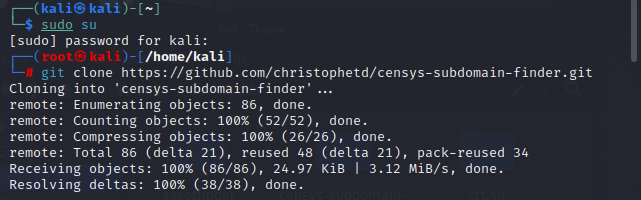 ┌──(kali㉿kali)-[~]
└─$ sudo su
[sudo] password for kali:
┌──(root㉿kali)-[/home/kali]
└─# git clone https://github.com/christophetd/censys-subdomain-finder.git
Cloning into 'censys-subdomain-finder'...
remote: Enumerating objects: 86, done.
remote: Counting objects: 100% (52/52), done.
remote: Compressing objects: 100% (26/26), done.
remote: Total 86 (delta 21), reused 48 (delta 21), pack-reused 34
Receiving objects: 100% (86/86), 24.97 KiB | 3.12 MiB/s, done.
Resolving deltas: 100% (38/38), done.